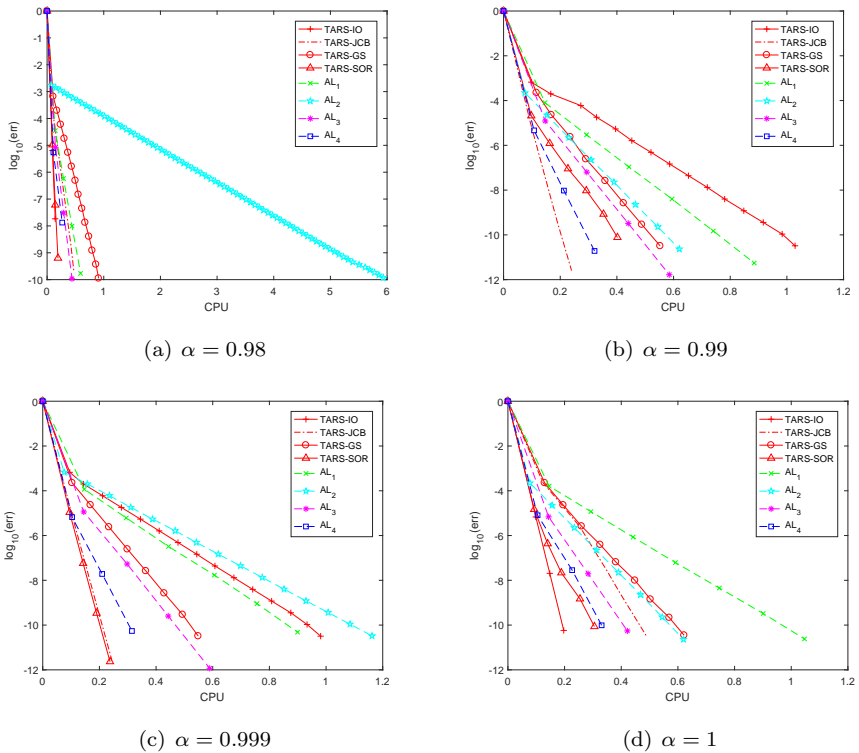 0
-1
-2
-3
-4
-5
-6
-7
-8
-9
-10
log10(err)
0 1 2 3 4 5 6
CPU
TARS-IO
TARS-JCB
TARS-GS
TARS-SOR
AL1
AL2
AL3
AL4
(a) α = 0.98
0
-2
-4
-6
-8
-10
-12
log10(err)
0 0.2 0.4 0.6 0.8 1 1.2
CPU
TARS-IO
TARS-JCB
TARS-GS
TARS-SOR
AL1
AL2
AL3
AL4
(b) α = 0.99
0
-2
-4
-6
-8
-10
-12
log10(err)
0 0.2 0.4 0.6 0.8 1 1.2
CPU
TARS-IO
TARS-JCB
TARS-GS
TARS-SOR
AL1
AL2
AL3
AL4
(c) α = 0.999
0
-2
-4
-6
-8
-10
-12
log10(err)
0 0.2 0.4 0.6 0.8 1 1.2
CPU
TARS-IO
TARS-JCB
TARS-GS
TARS-SOR
AL1
AL2
AL3
AL4
(d) α = 1